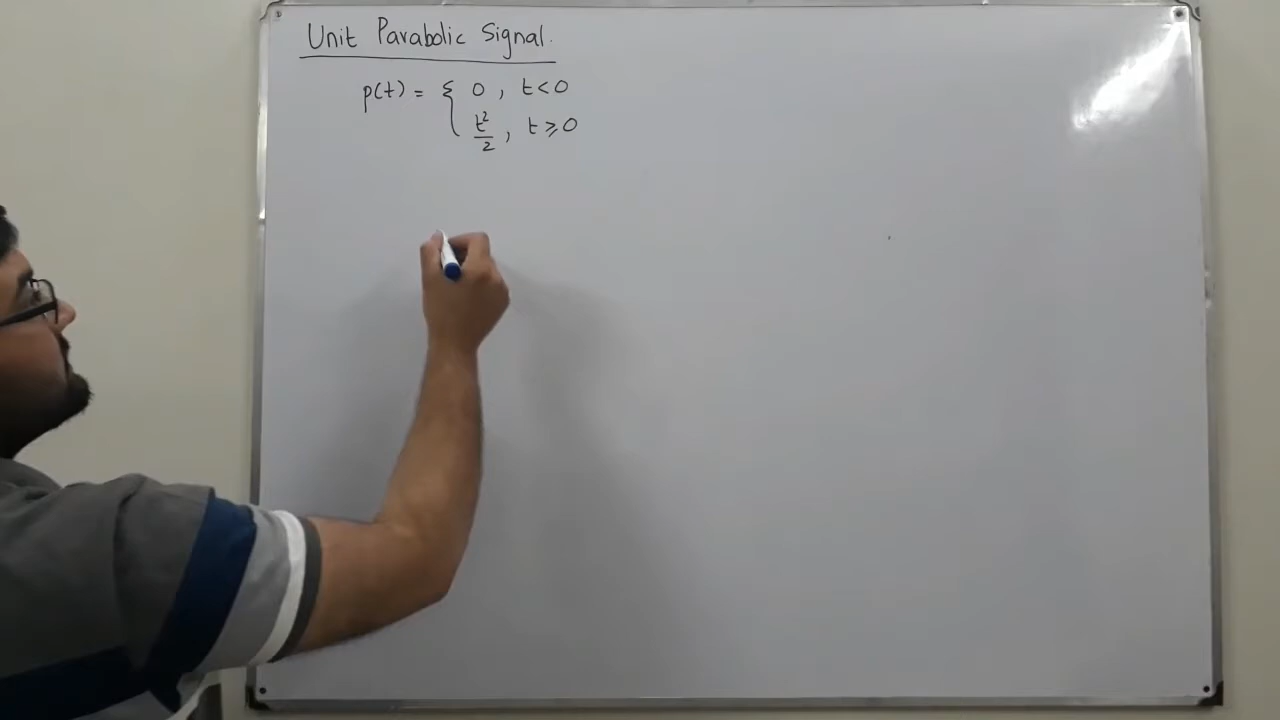 Unit Parabolic Signal.
p(t) = { 0 , t<0
t²/2 , t⩾0